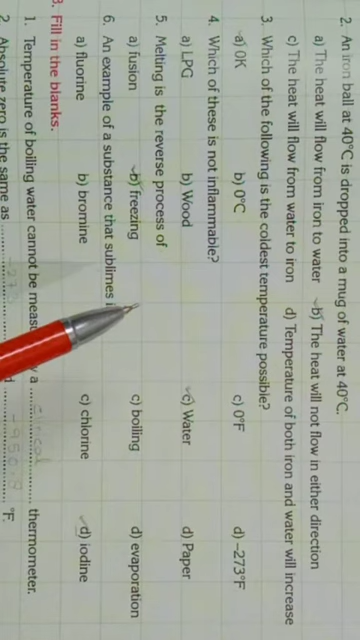 2. An iron ball at 40°C is dropped into a mug of water at 40°C.
a) The heat will flow from iron to water b) The heat will not flow in either direction
c) The heat will flow from water to iron d) Temperature of both iron and water will increase
3. Which of the following is the coldest temperature possible?
a) 0K b) 0°C c) 0°F d) -273°F
4. Which of these is not inflammable?
a) LPG b) Wood c) Water d) Paper
5. Melting is the reverse process of
a) fusion b) freezing c) boiling d) evaporation
6. An example of a substance that sublimes
a) fluorine b) bromine c) chlorine d) iodine
B. Fill in the blanks.
1. Temperature of boiling water cannot be a clinical thermometer.
2. Absolute zero is the same as °F.